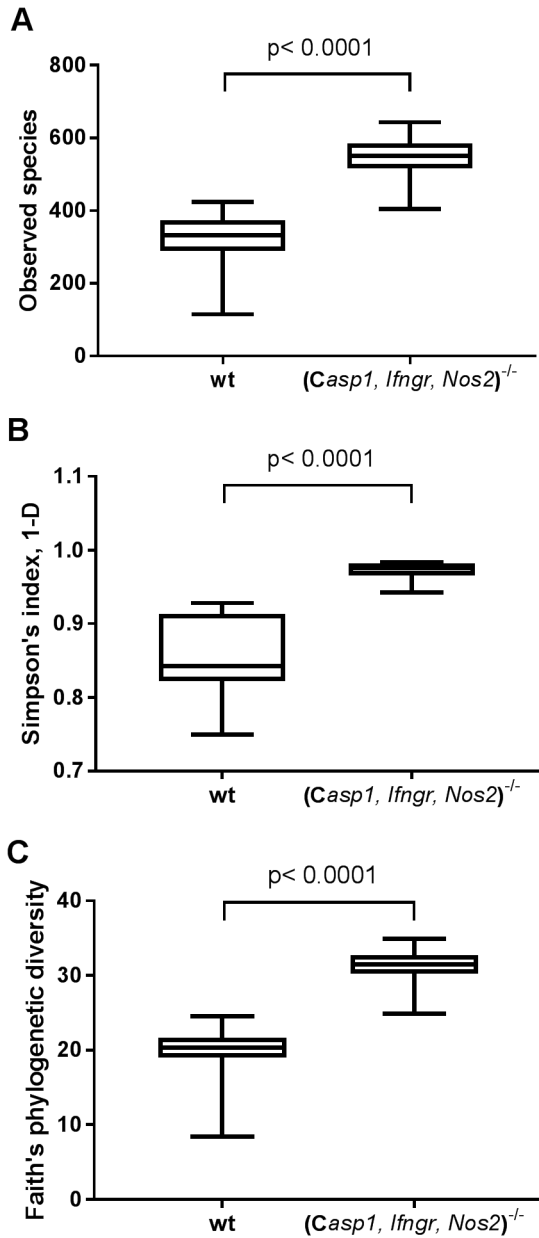 A
p< 0.0001
800
600
400
200
0
Observed species
wt
(Casp1, Ifngr, Nos2)-/-
B
p< 0.0001
1.1
1.0
0.9
0.8
0.7
Simpson's index, 1-D
wt
(Casp1, Ifngr, Nos2)-/-
C
p< 0.0001
40
30
20
10
0
Faith's phylogenetic diversity
wt
(Casp1, Ifngr, Nos2)-/-